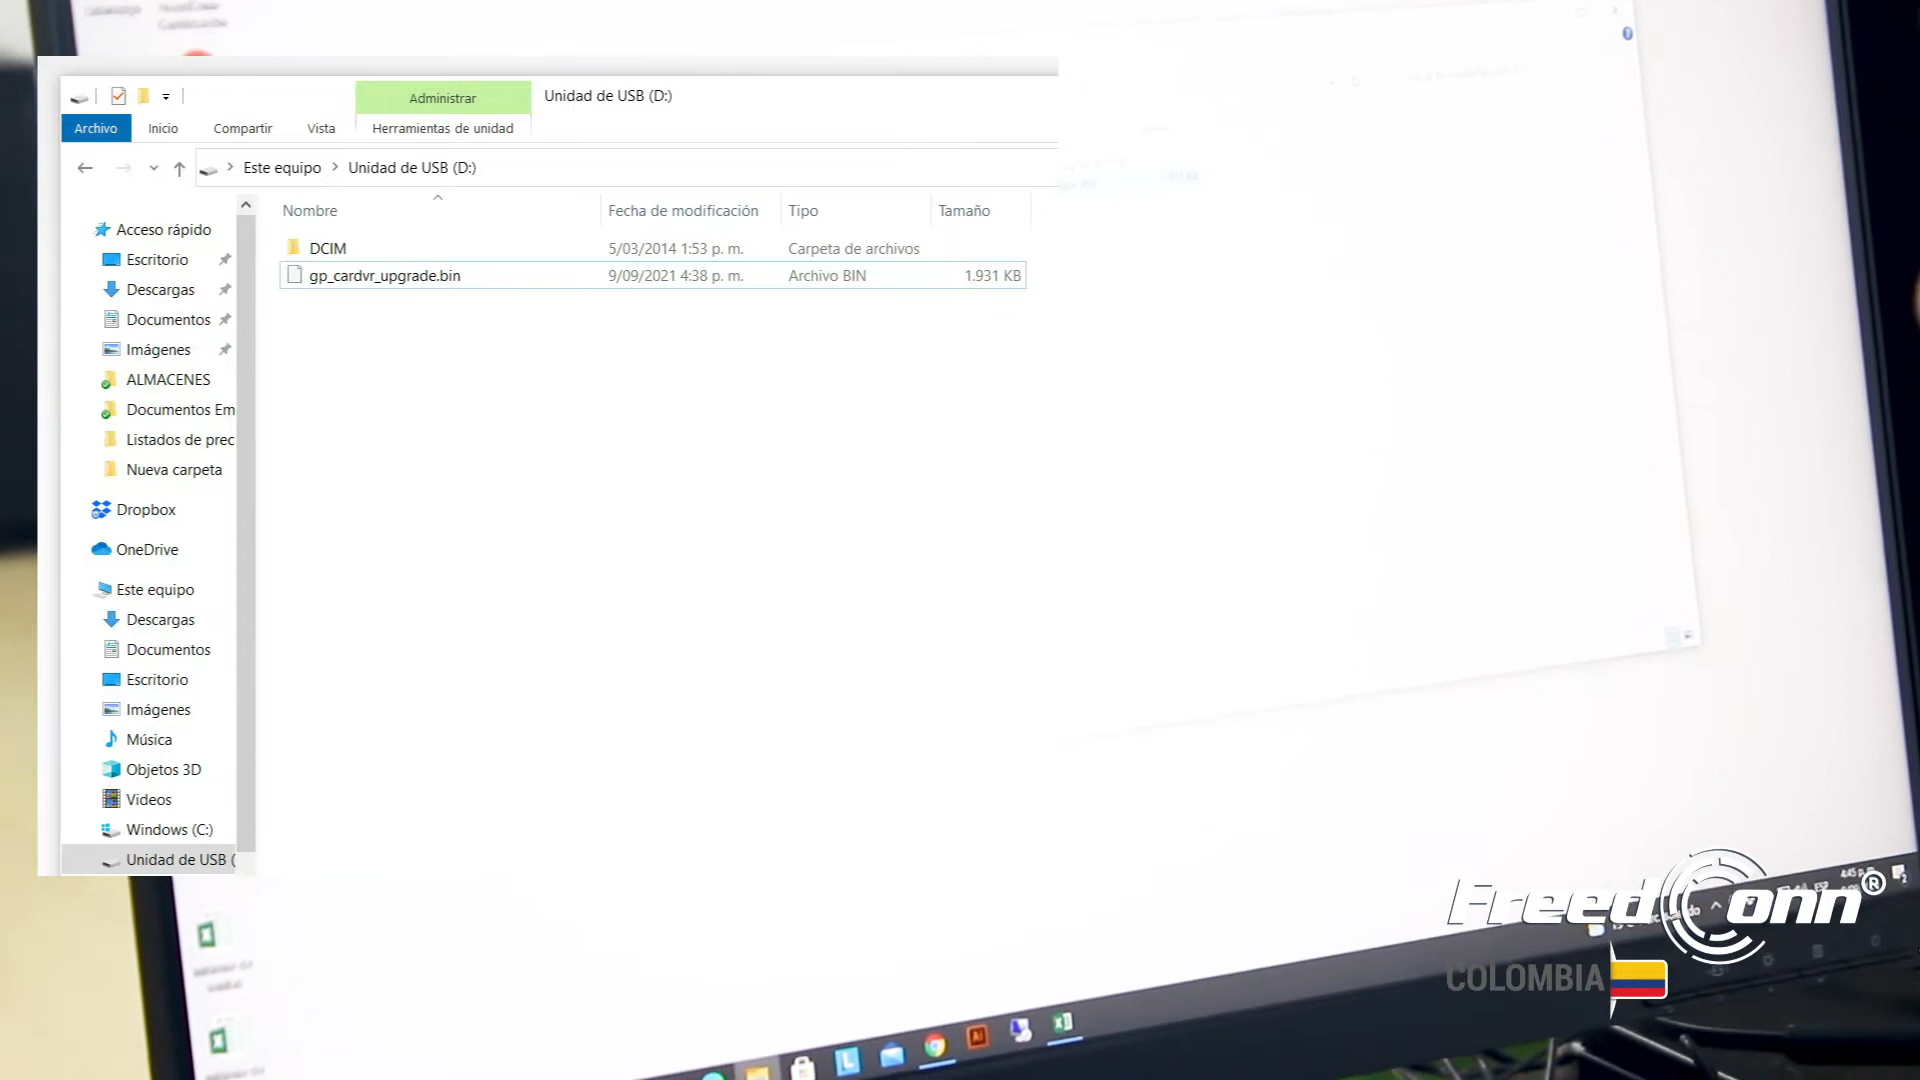 Administrar
Unidad de USB (D:)
Archivo
Inicio
Compartir
Vista
Herramientas de unidad
Este equipo
Unidad de USB (D:)
Nombre
Fecha de modificación
Tipo
Tamaño
DCIM
5/03/2014 1:53 p. m.
Carpeta de archivos
gp_cardvr_upgrade.bin
9/09/2021 4:38 p. m.
Archivo BIN
1.931 KB
Acceso rápido
Escritorio
Descargas
Documentos
Imágenes
ALMACENES
Documentos Em
Listados de prec
Nueva carpeta
Dropbox
OneDrive
Este equipo
Descargas
Documentos
Escritorio
Imágenes
Música
Objetos 3D
Videos
Windows (C:)
Unidad de USB (
FreedConn®
COLOMBIA
4:45 p.
ESP